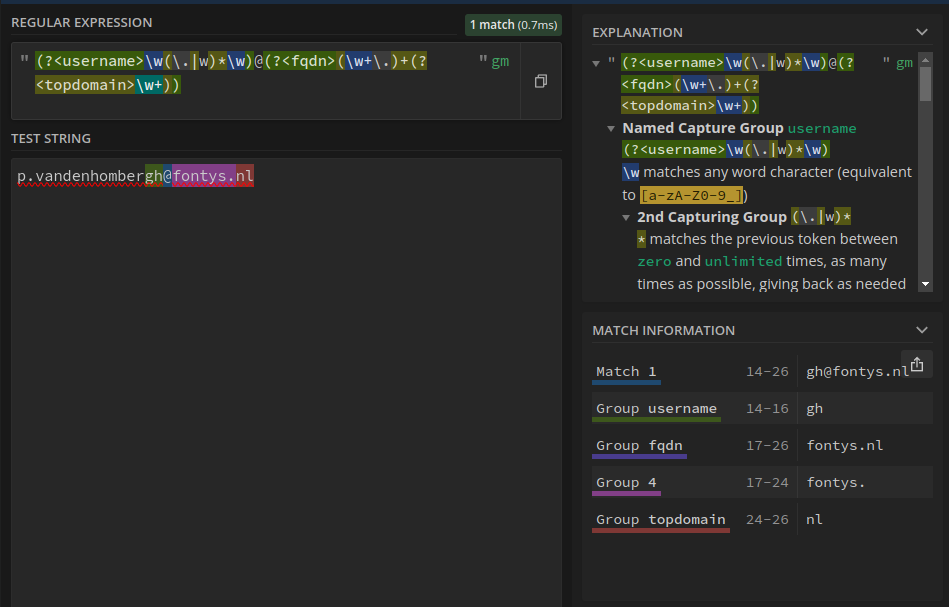 REGULAR EXPRESSION
1 match (0.7ms)
" (?<username>\w(\.|w)*\w)@(?<fqdn>(\w+\.)+(?
<topdomain>\w+))
" gm
TEST STRING
p.vandenhombergh@fontys.nl
EXPLANATION
" (?<username>\w(\.|w)*\w)@(?
<fqdn>(\w+\.)+(?
<topdomain>\w+))
" gm
Named Capture Group username
(?<username>\w(\.|w)*\w)
\w matches any word character (equivalent
to [a-zA-Z0-9_])
2nd Capturing Group (\.|w)*
* matches the previous token between
zero and unlimited times, as many
times as possible, giving back as needed
MATCH INFORMATION
Match 1 14-26 gh@fontys.nl
Group username 14-16 gh
Group fqdn 17-26 fontys.nl
Group 4 17-24 fontys.
Group topdomain 24-26 nl